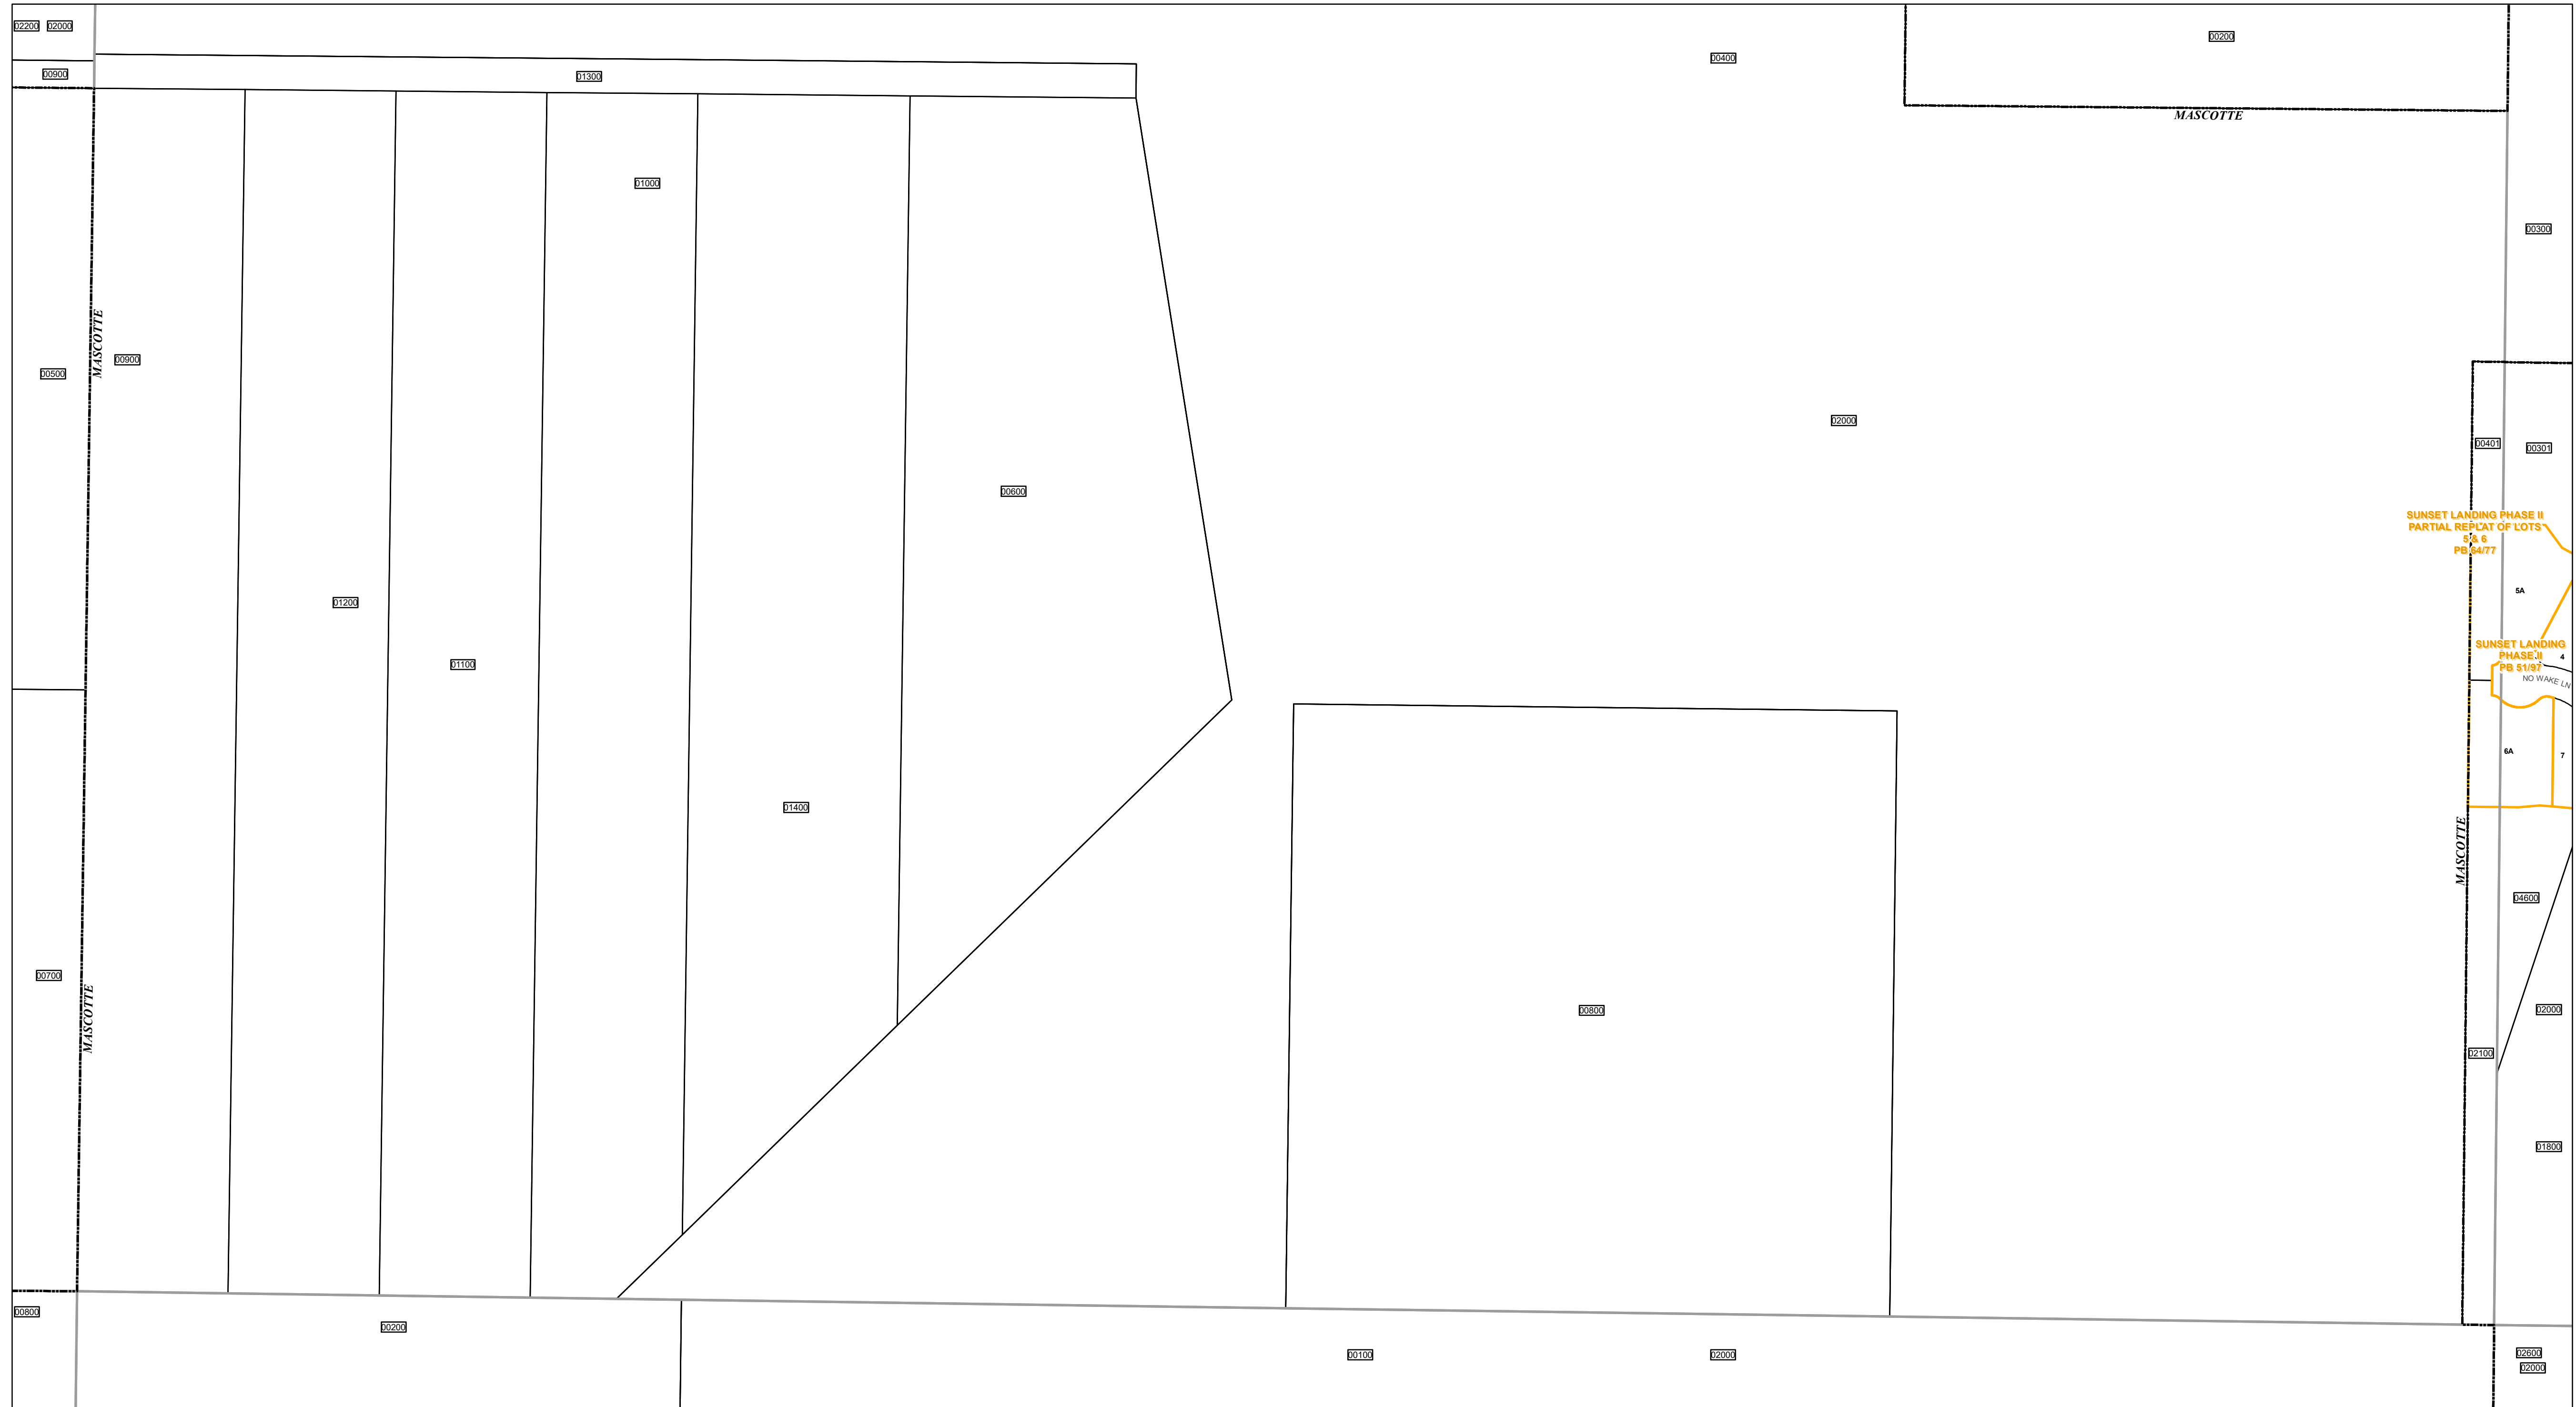 02200
02000
00200
00400
00900
01300
MASCOTTE
01000
00300
MASCOTTE
00900
00500
02000
00401
00301
00600
SUNSET LANDING PHASE II
PARTIAL REPLAT OF LOTS
5 & 6
PB 64/77
5A
01200
SUNSET LANDING
PHASE II
PB 51/97
4
01100
NO WAKE LN
6A
7
01400
MASCOTTE
04600
00700
MASCOTTE
00800
02000
02100
01800
00800
00200
00100
02000
02600
02000